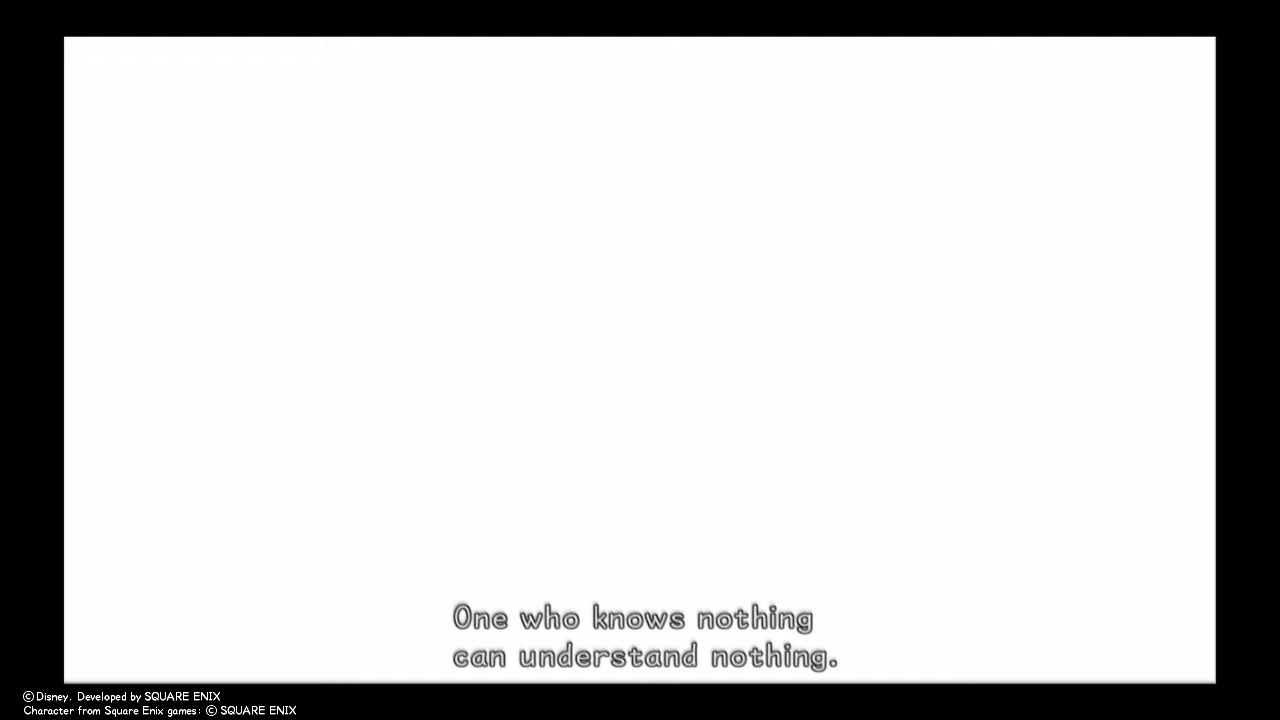 One who knows nothing
can understand nothing.
©Disney. Developed by SQUARE ENIX
Character from Square Enix games: © SQUARE ENIX